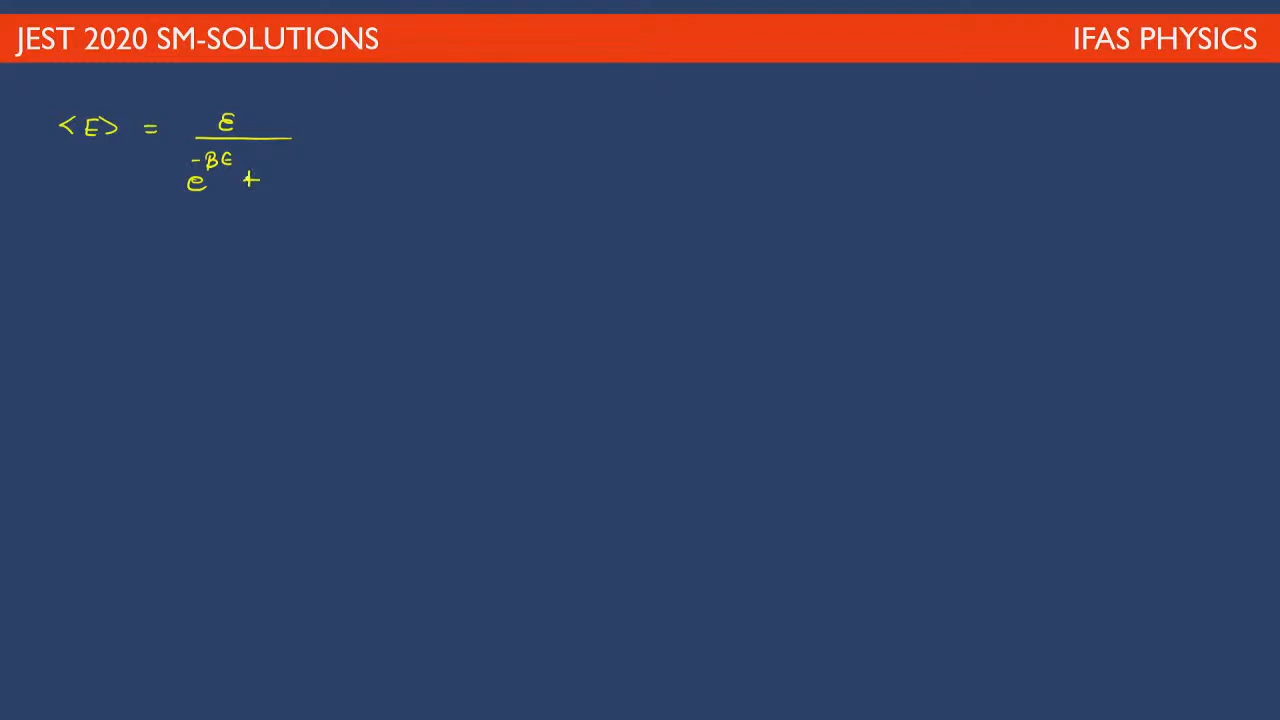 JEST 2020 SM-SOLUTIONS IFAS PHYSICS
<E> = ε
-βϵ
e +